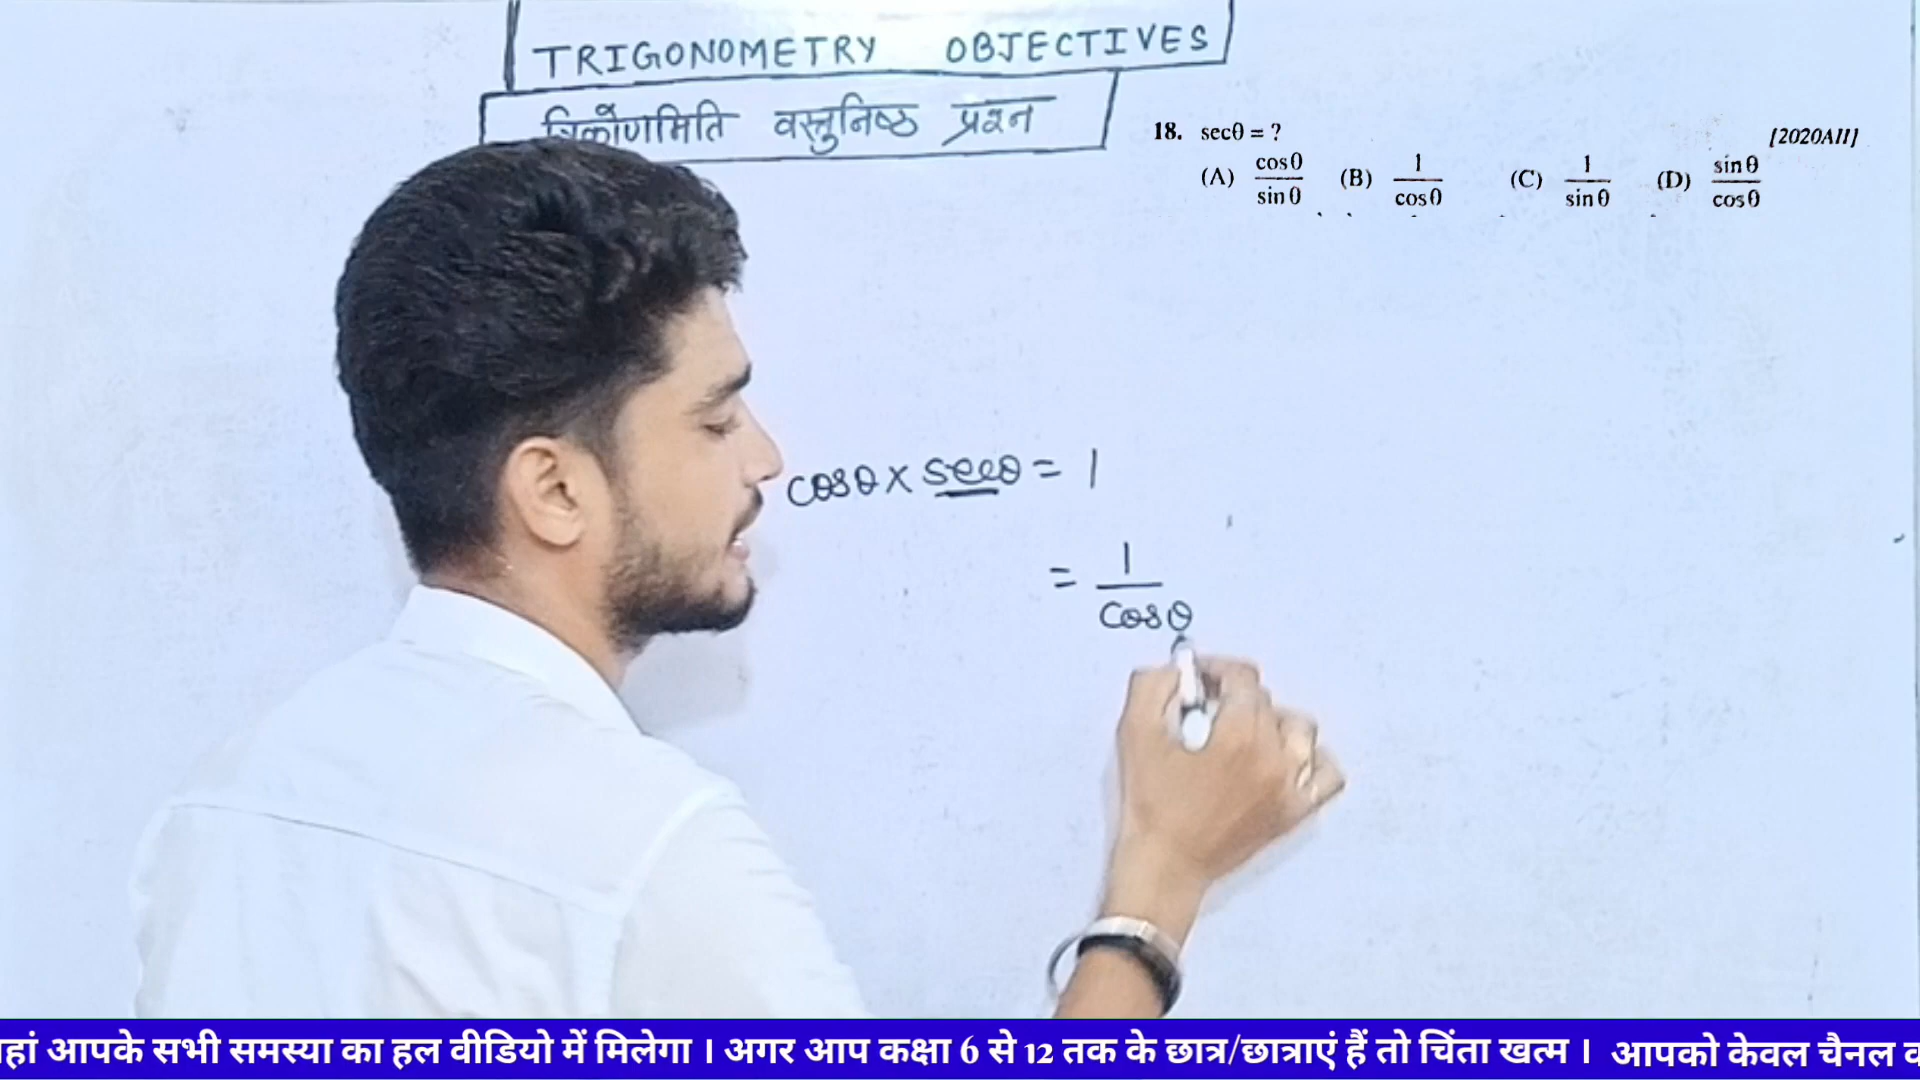 TRIGONOMETRY OBJECTIVES
त्रिकोणमिति वस्तुनिष्ठ प्रश्न
18. secθ = ? [2020AII]
(A) cosθ/sinθ (B) 1/cosθ (C) 1/sinθ (D) sinθ/cosθ
cosθ × secθ = 1
= 1/cosθ
हां आपके सभी समस्या का हल वीडियो में मिलेगा । अगर आप कक्षा 6 से 12 तक के छात्र/छात्राएं हैं तो चिंता खत्म । आपको केवल चैनल